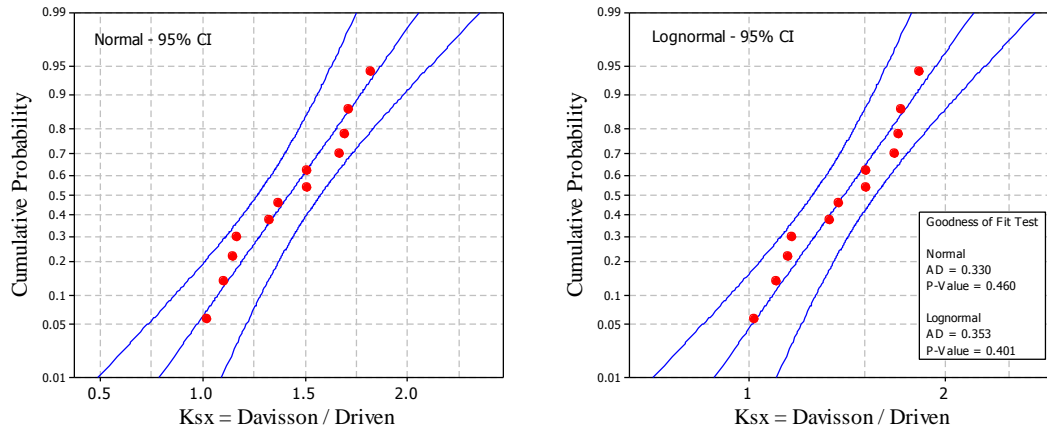 Normal - 95% CI
Cumulative Probability
0.99
0.95
0.9
0.8
0.7
0.6
0.5
0.4
0.3
0.2
0.1
0.05
0.01
0.5 1.0 1.5 2.0
Ksx = Davisson / Driven
Lognormal - 95% CI
Cumulative Probability
0.99
0.95
0.9
0.8
0.7
0.6
0.5
0.4
0.3
0.2
0.1
0.05
0.01
1 2
Ksx = Davisson / Driven
Goodness of Fit Test
Normal
AD = 0.330
P-Value = 0.460
Lognormal
AD = 0.353
P-Value = 0.401